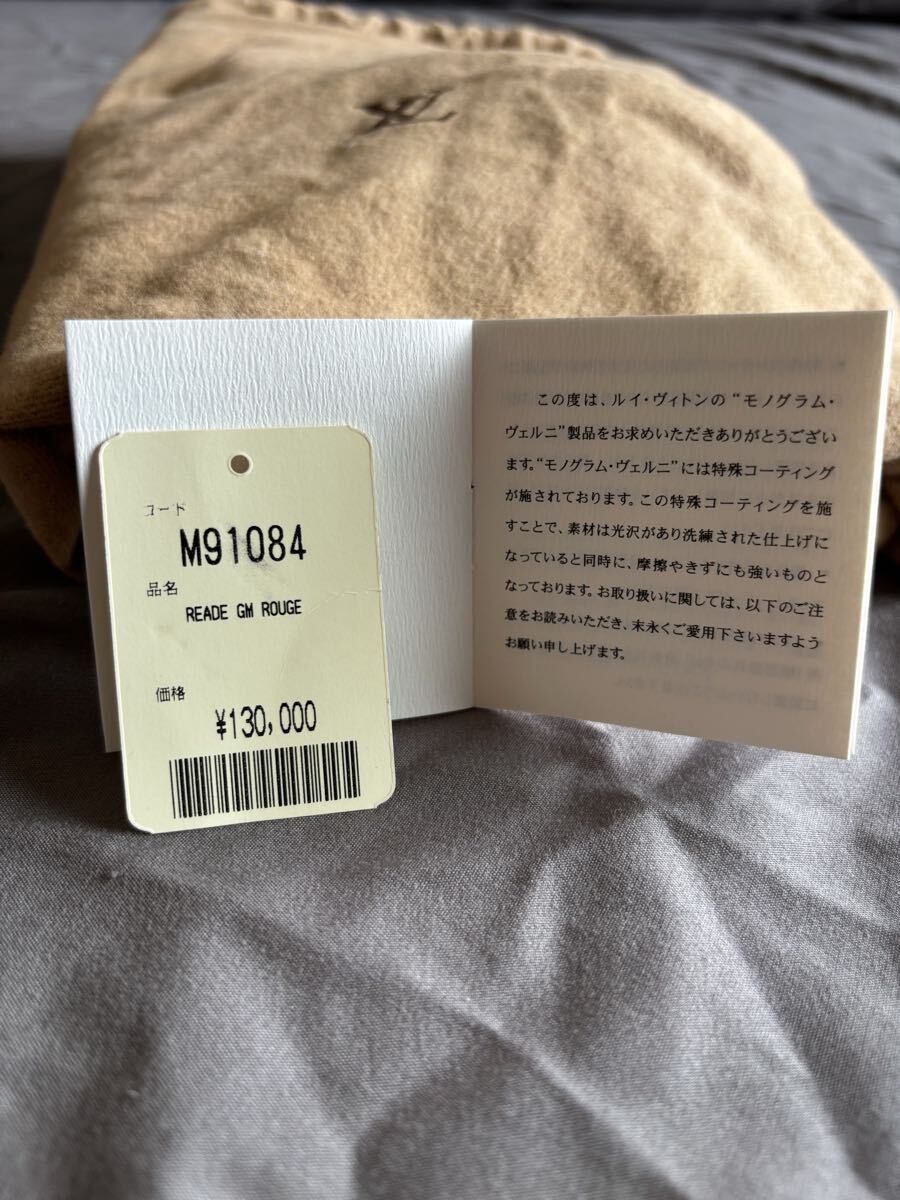 LV
コード
M91084
品名
READE GM ROUGE
価格
¥130,000
この度は、ルイ・ヴィトンの“モノグラム・
ヴェルニ”製品をお求めいただきありがとうござい
ます。“モノグラム・ヴェルニ”には特殊コーティング
が施されております。この特殊コーティングを施
すことで、素材は光沢があり洗練された仕上げに
なっていると同時に、摩擦やきずにも強いものと
なっております。お取り扱いに関しては、以下のご注
意をお読みいただき、末永くご愛用下さいますよう
お願い申し上げます。